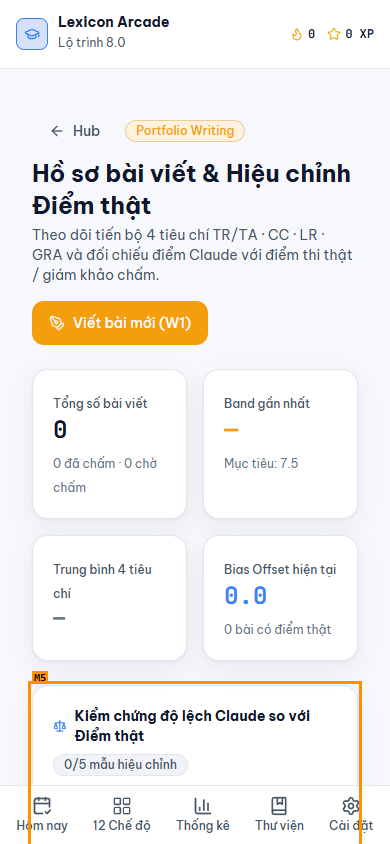 Lexicon Arcade
Lộ trình 8.0
0
0 XP
Hub
Portfolio Writing
Hồ sơ bài viết & Hiệu chỉnh
Điểm thật
Theo dõi tiến bộ 4 tiêu chí TR/TA · CC · LR ·
GRA và đối chiếu điểm Claude với điểm thi thật
/ giám khảo chấm.
Viết bài mới (W1)
Tổng số bài viết
0
0 đã chấm · 0 chờ
chấm
Band gần nhất
—
Mục tiêu: 7.5
Trung bình 4 tiêu
chí
—
Bias Offset hiện tại
0.0
0 bài có điểm thật
M5
Kiểm chứng độ lệch Claude so với
Điểm thật
0/5 mẫu hiệu chỉnh
Hôm nay
12 Chế độ
Thống kê
Thư viện
Cài đặt